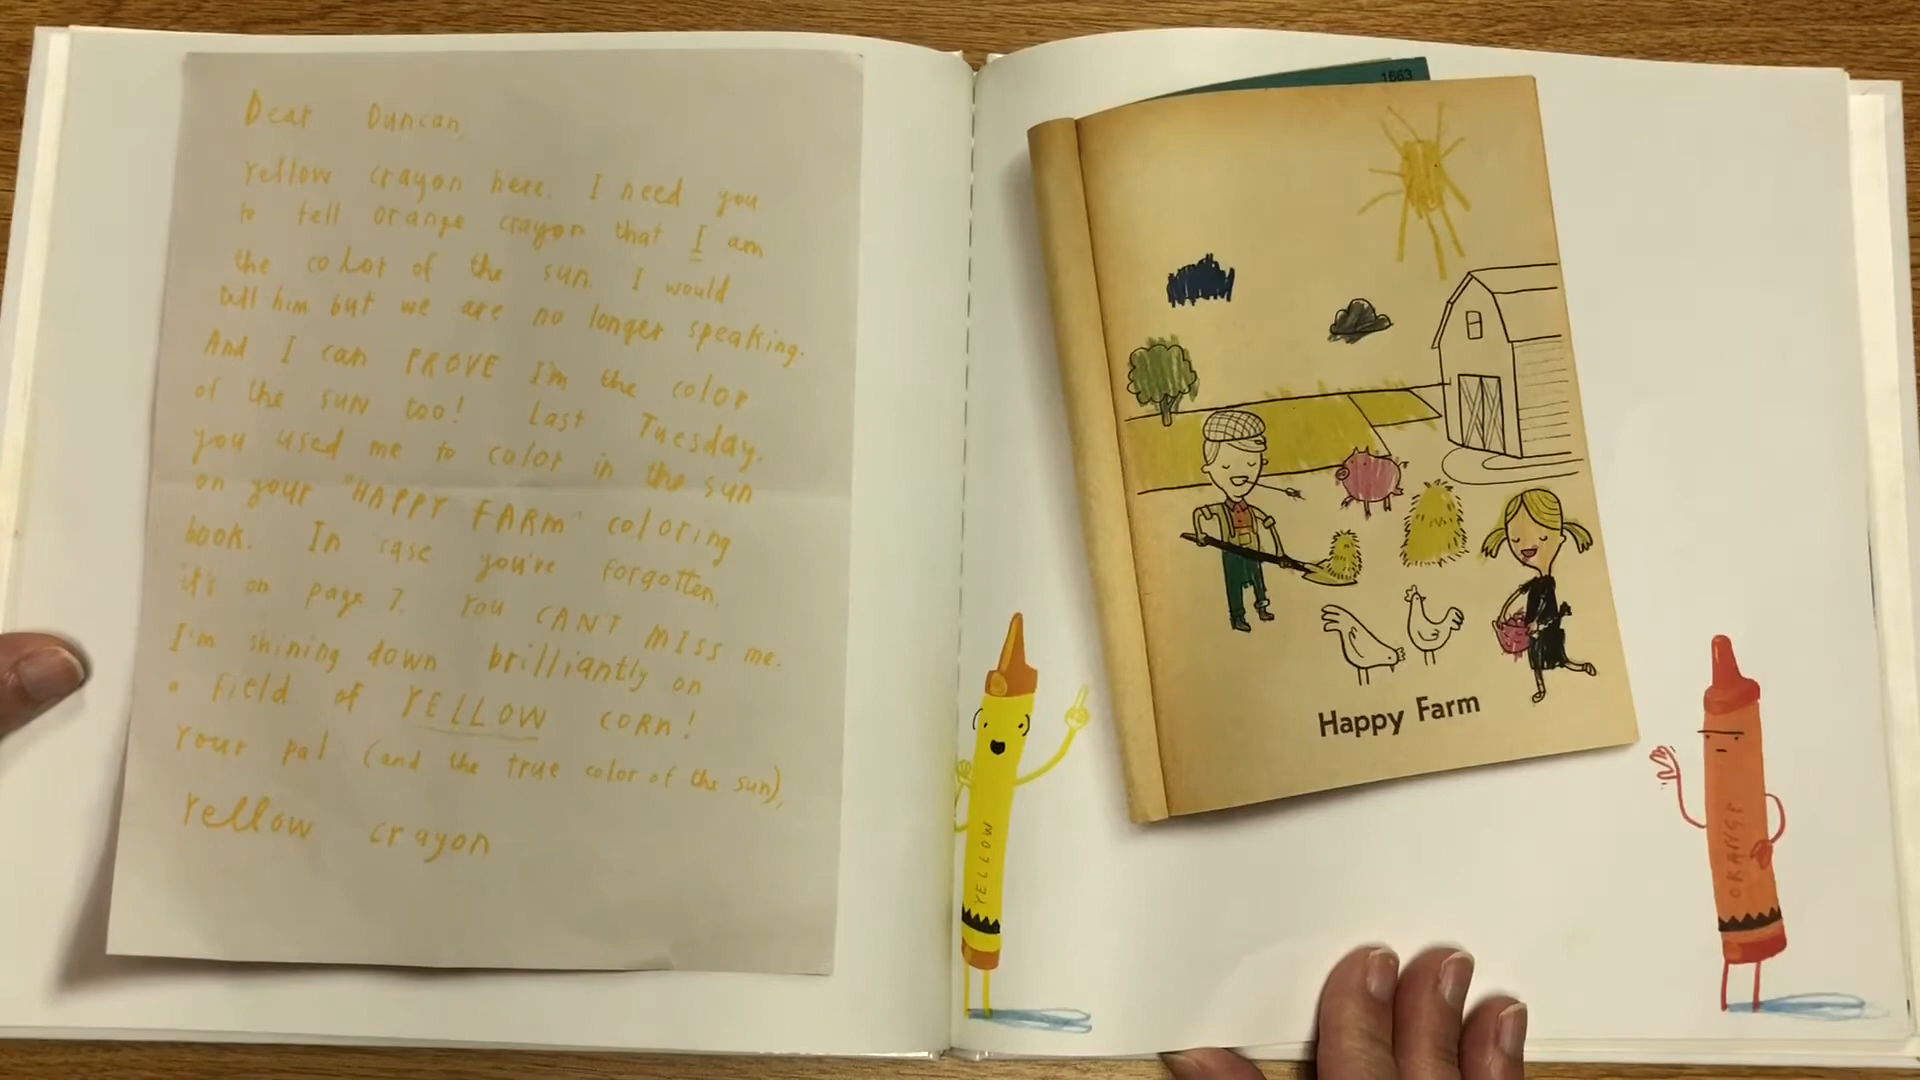 Dear Duncan,
Yellow crayon here. I need you
to tell orange crayon that I am
the color of the sun. I would
tell him but we are no longer speaking.
And I can PROVE I'm the color
of the sun too! Last Tuesday,
you used me to color in the sun
on your "HAPPY FARM" coloring
book. In case you've forgotten,
it's on page 7. You CAN'T MISS me.
I'm shining down brilliantly on
a field of YELLOW corn!
Your pal (and the true color of the sun),
Yellow crayon
1663
Happy Farm
YELLOW
ORANGE